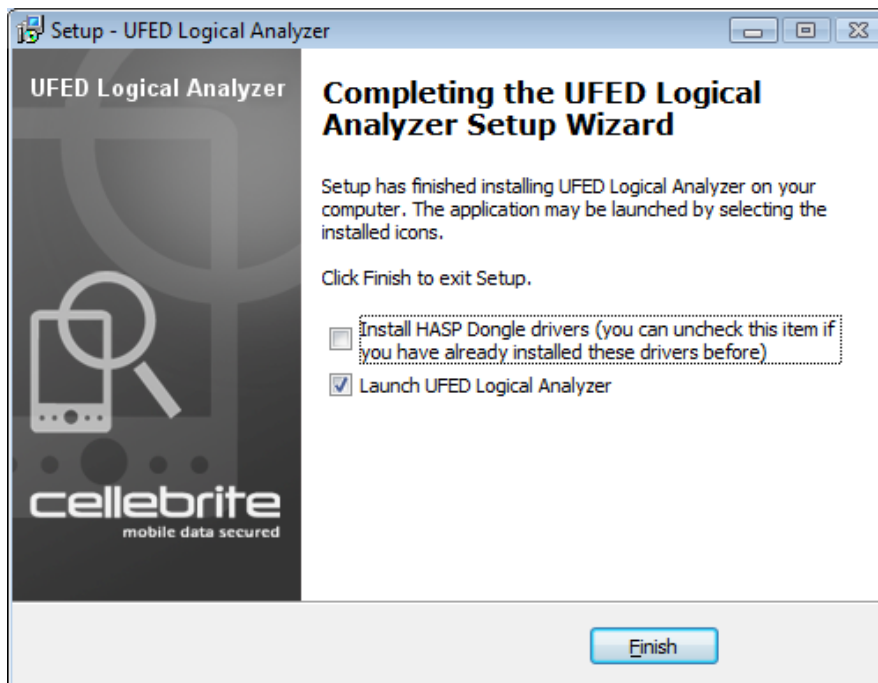 Setup - UFED Logical Analyzer
UFED Logical Analyzer
Completing the UFED Logical
Analyzer Setup Wizard
Setup has finished installing UFED Logical Analyzer on your
computer. The application may be launched by selecting the
installed icons.
Click Finish to exit Setup.
Install HASP Dongle drivers (you can uncheck this item if
you have already installed these drivers before)
Launch UFED Logical Analyzer
cellebrite
mobile data secured
Finish